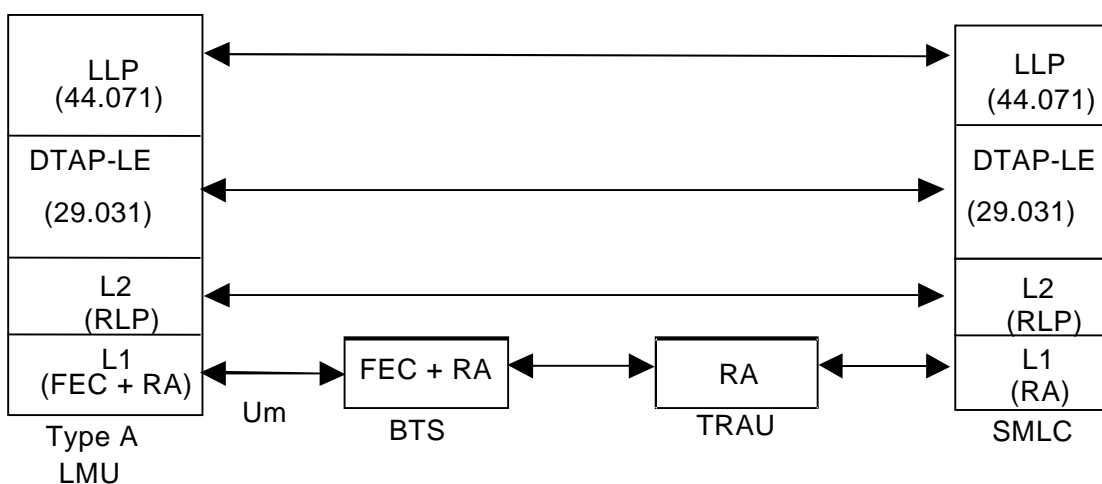 LLP
(44.071)
DTAP-LE
(29.031)
L2
(RLP)
L1
(FEC + RA)
Type A
LMU
Um
FEC + RA
BTS
RA
TRAU
LLP
(44.071)
DTAP-LE
(29.031)
L2
(RLP)
L1
(RA)
SMLC